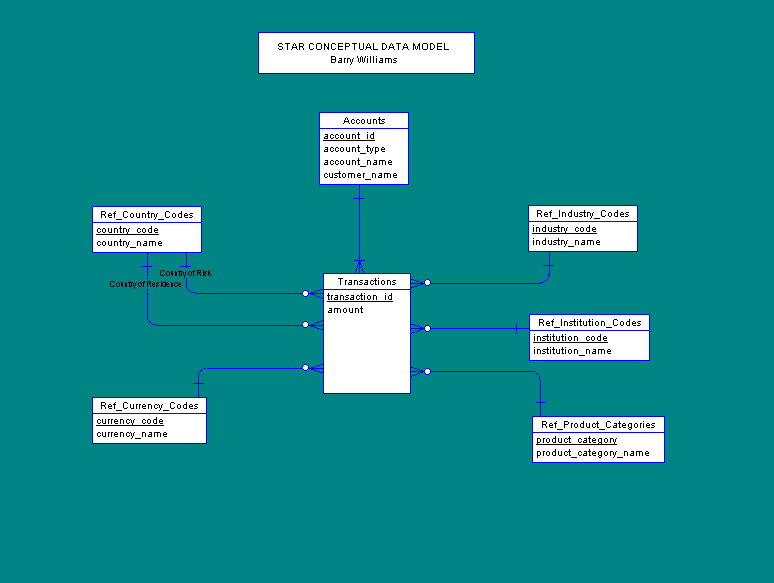 STAR CONCEPTUAL DATA MODEL
Barry Williams
Accounts
account_id
account_type
account_name
customer_name
Ref_Country_Codes
country_code
country_name
Ref_Industry_Codes
industry_code
industry_name
Country of Risk
Country of Residence
Transactions
transaction_id
amount
Ref_Institution_Codes
institution_code
institution_name
Ref_Currency_Codes
currency_code
currency_name
Ref_Product_Categories
product_category
product_category_name